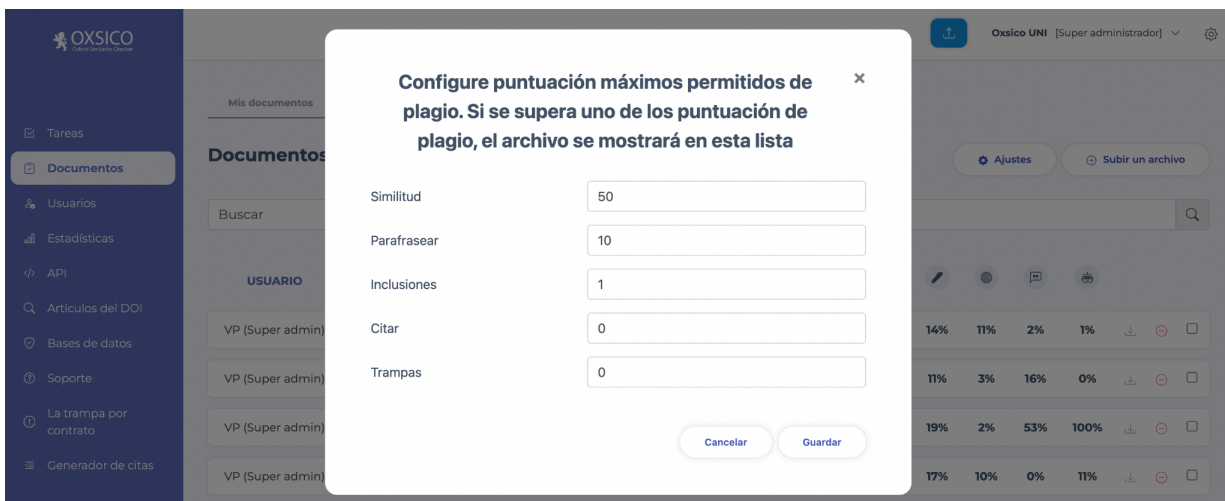 OXSICO
Oxford Similarity Checker
Oxsico UNI [Super administrador]
Tareas
Documentos
Usuarios
Estadísticas
API
Artículos del DOI
Bases de datos
Soporte
La trampa por
contrato
Generador de citas
Mis documentos
Documentos
Ajustes
Subir un archivo
Buscar
USUARIO
VP (Super admin) 14% 11% 2% 1%
VP (Super admin) 11% 3% 16% 0%
VP (Super admin) 19% 2% 53% 100%
VP (Super admin) 17% 10% 0% 11%
Configure puntuación máximos permitidos de
plagio. Si se supera uno de los puntuación de
plagio, el archivo se mostrará en esta lista
×
Similitud 50
Parafrasear 10
Inclusiones 1
Citar 0
Trampas 0
Cancelar Guardar